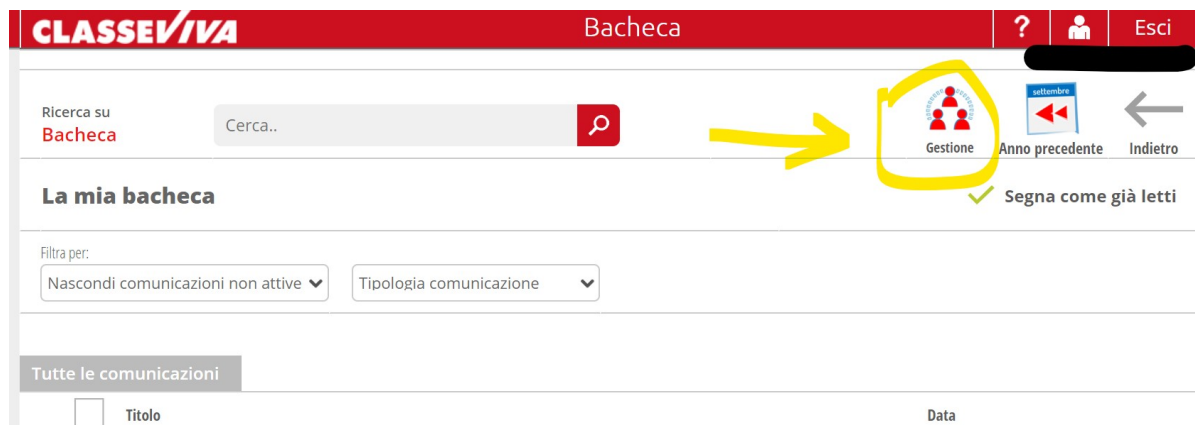 CLASSEVIVA Bacheca ? Esci
settembre
Ricerca su
Bacheca
Cerca..
Gestione Anno precedente Indietro
La mia bacheca
Segna come già letti
Filtra per:
Nascondi comunicazioni non attive Tipologia comunicazione
Tutte le comunicazioni
Titolo Data